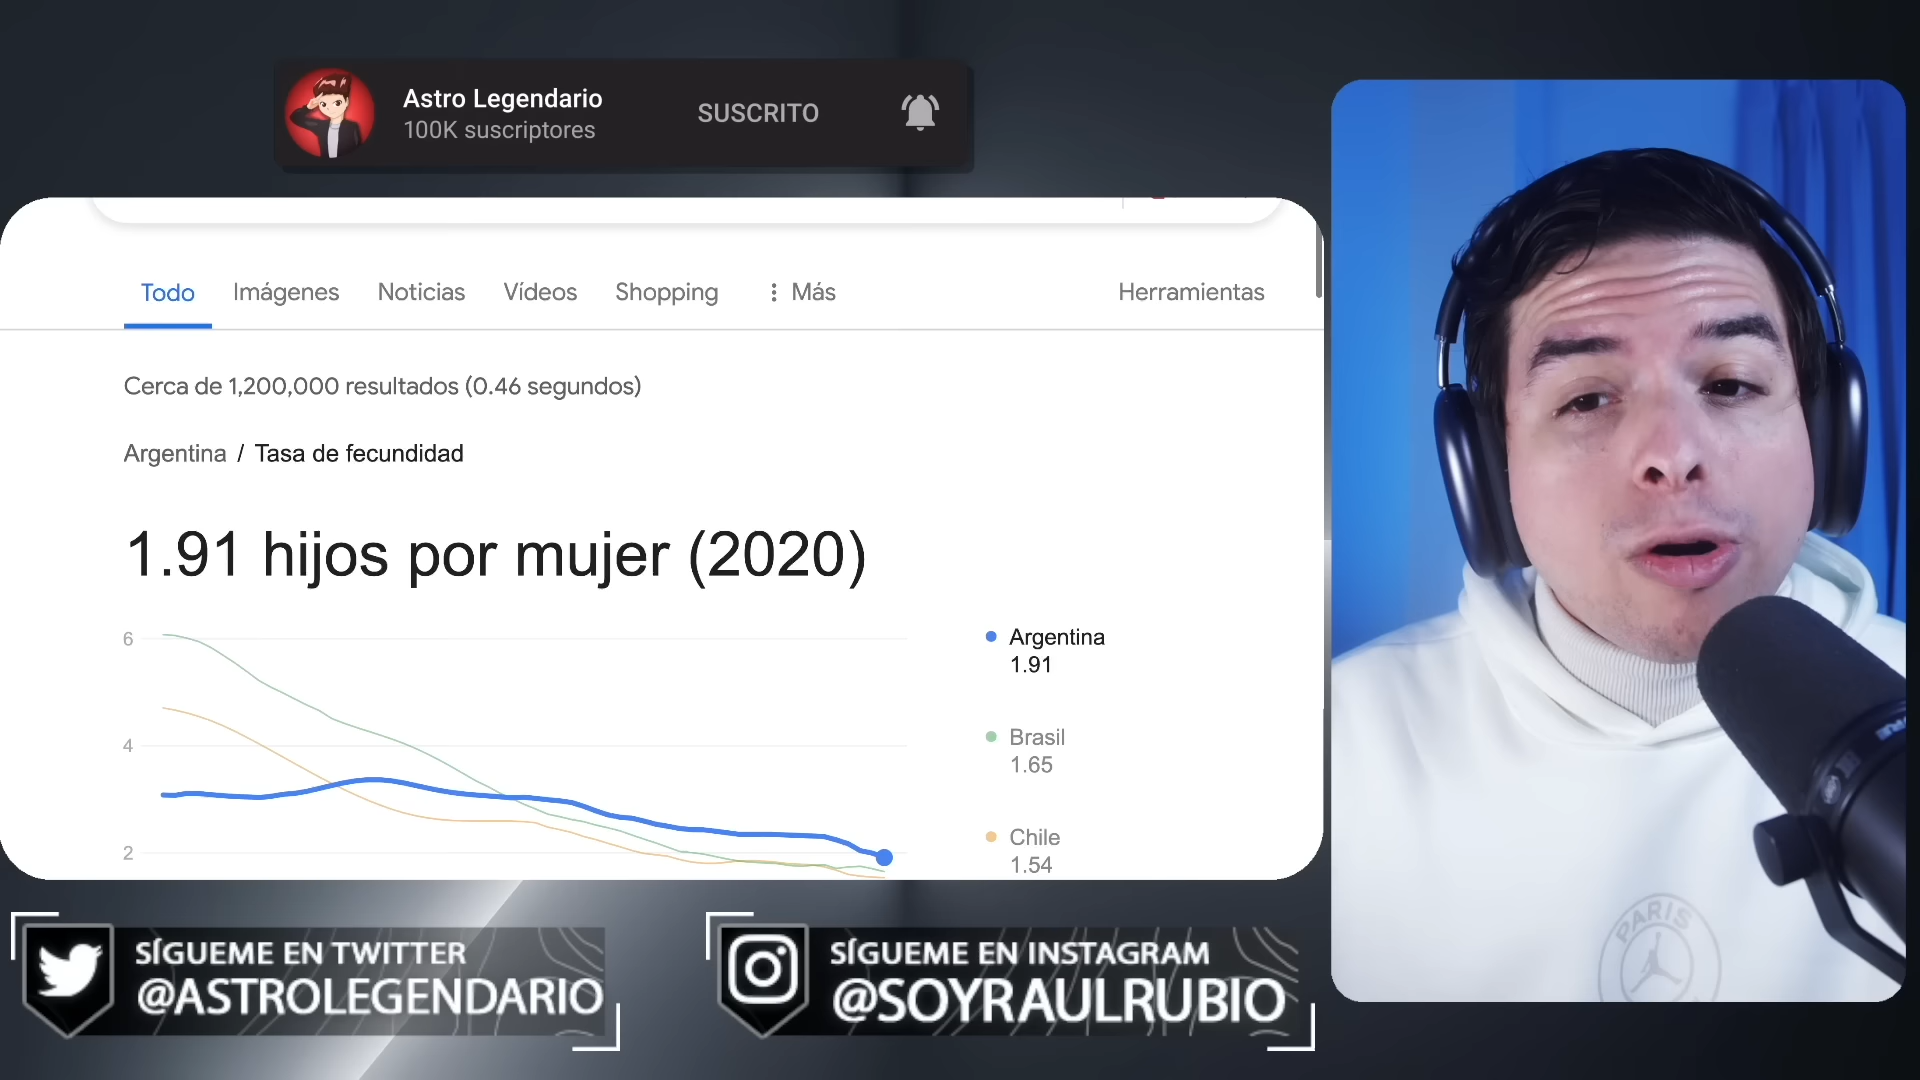 Astro Legendario
100K suscriptores
SUSCRITO
Todo
Imágenes
Noticias
Vídeos
Shopping
Más
Herramientas
Cerca de 1,200,000 resultados (0.46 segundos)
Argentina / Tasa de fecundidad
1.91 hijos por mujer (2020)
6
4
2
Argentina
1.91
Brasil
1.65
Chile
1.54
SÍGUEME EN TWITTER
@ASTROLEGENDARIO
SÍGUEME EN INSTAGRAM
@SOYRAULRUBIO
PARIS